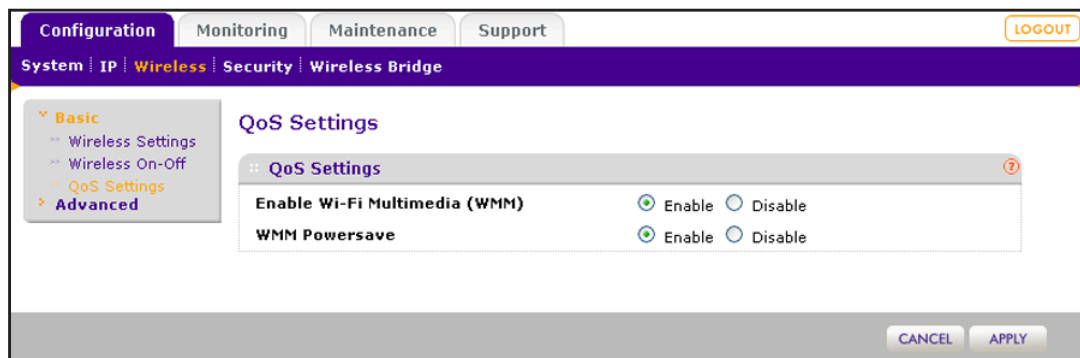 Configuration Monitoring Maintenance Support LOGOUT
System IP Wireless Security Wireless Bridge
Basic
Wireless Settings
Wireless On-Off
QoS Settings
Advanced
QoS Settings
QoS Settings ?
Enable Wi-Fi Multimedia (WMM) Enable Disable
WMM Powersave Enable Disable
CANCEL APPLY